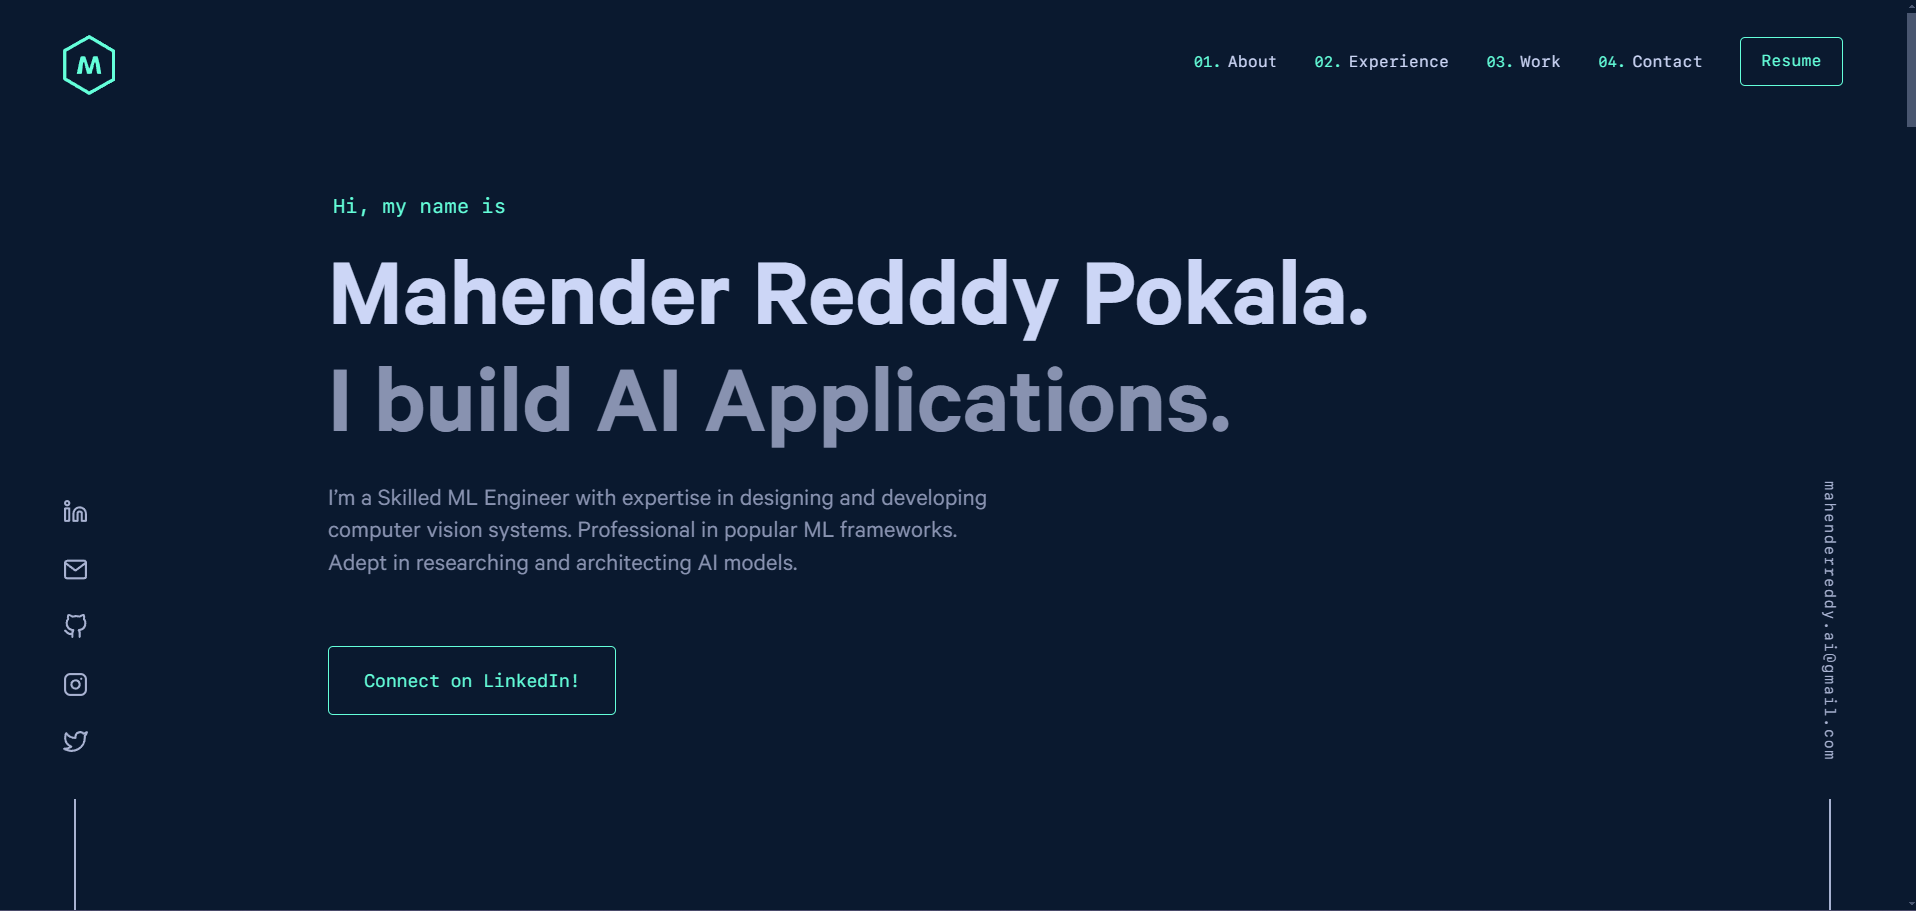 M
01. About 02. Experience 03. Work 04. Contact Resume
Hi, my name is
Mahender Redddy Pokala.
I build AI Applications.
I’m a Skilled ML Engineer with expertise in designing and developing
computer vision systems. Professional in popular ML frameworks.
Adept in researching and architecting AI models.
Connect on LinkedIn!
mahenderreddy.ai@gmail.com